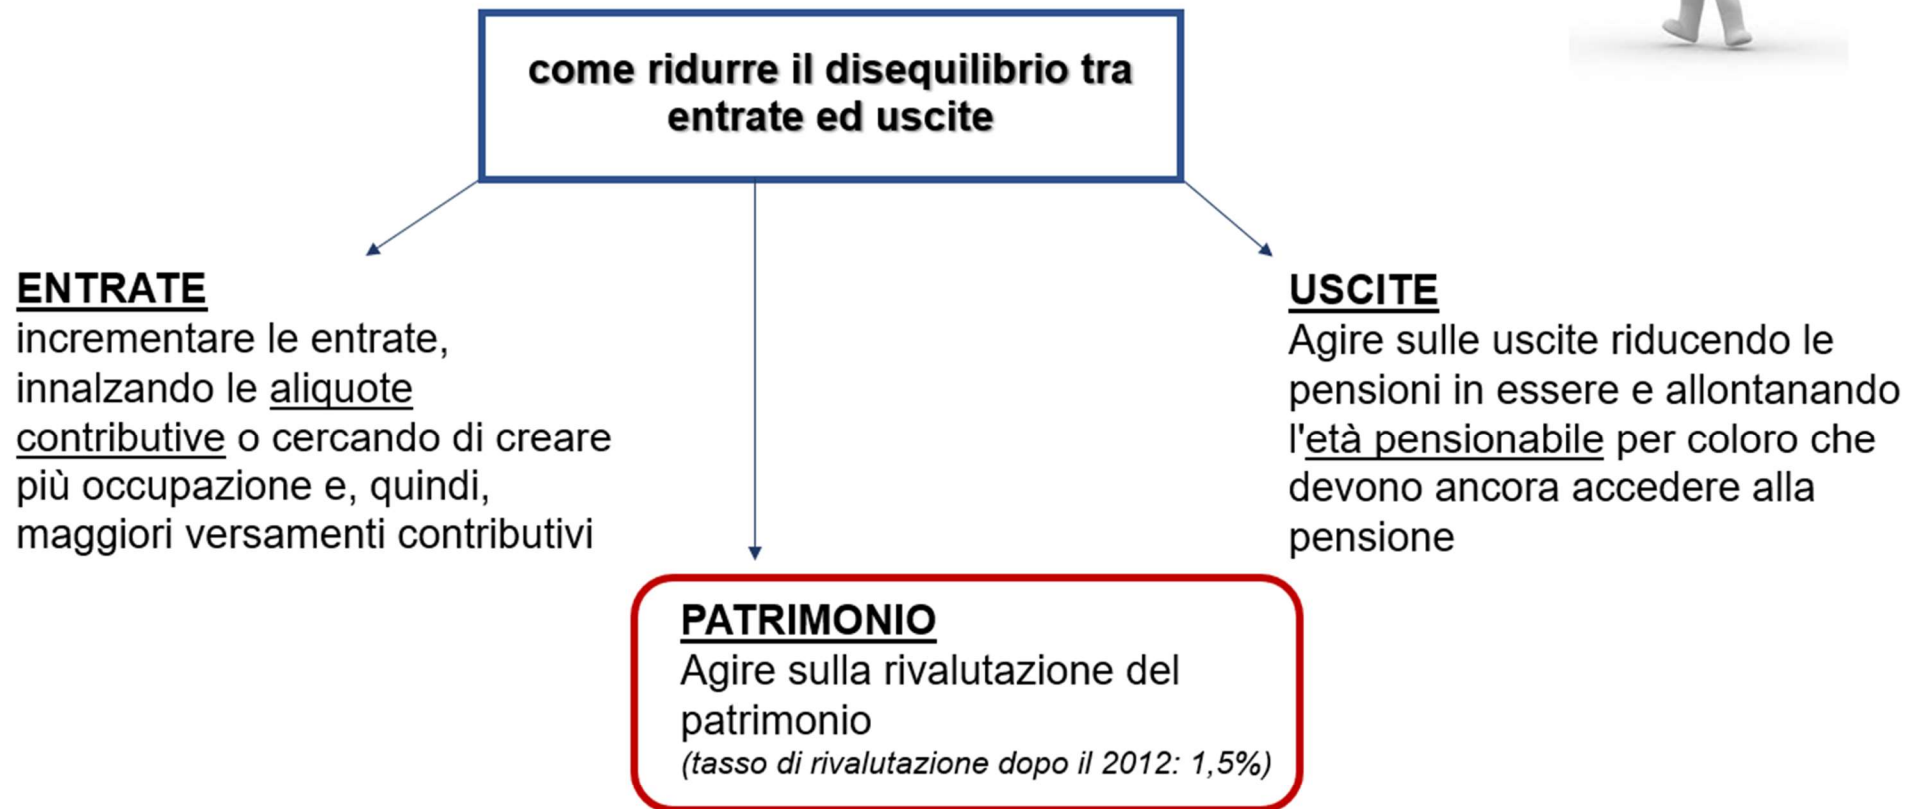 come ridurre il disequilibrio tra
entrate ed uscite
ENTRATE
incrementare le entrate,
innalzando le aliquote
contributive o cercando di creare
più occupazione e, quindi,
maggiori versamenti contributivi
USCITE
Agire sulle uscite riducendo le
pensioni in essere e allontanando
l'età pensionabile per coloro che
devono ancora accedere alla
pensione
PATRIMONIO
Agire sulla rivalutazione del
patrimonio
(tasso di rivalutazione dopo il 2012: 1,5%)